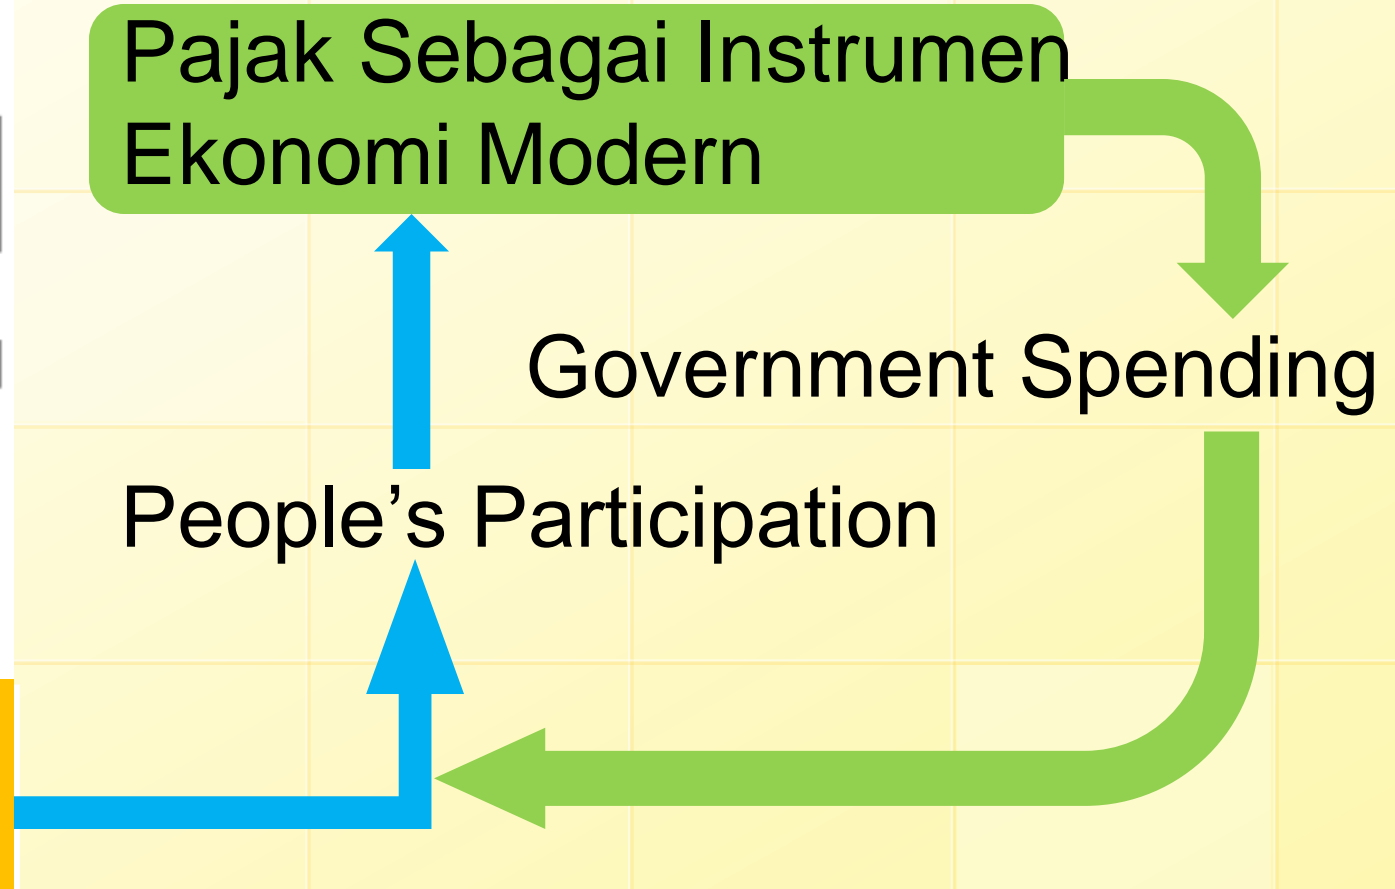 Pajak Sebagai Instrumen
Ekonomi Modern
Government Spending
People’s Participation